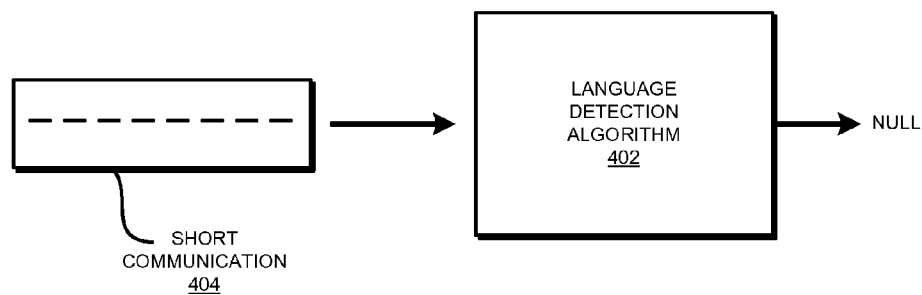 LANGUAGE
DETECTION
ALGORITHM
402
NULL
SHORT
COMMUNICATION
404